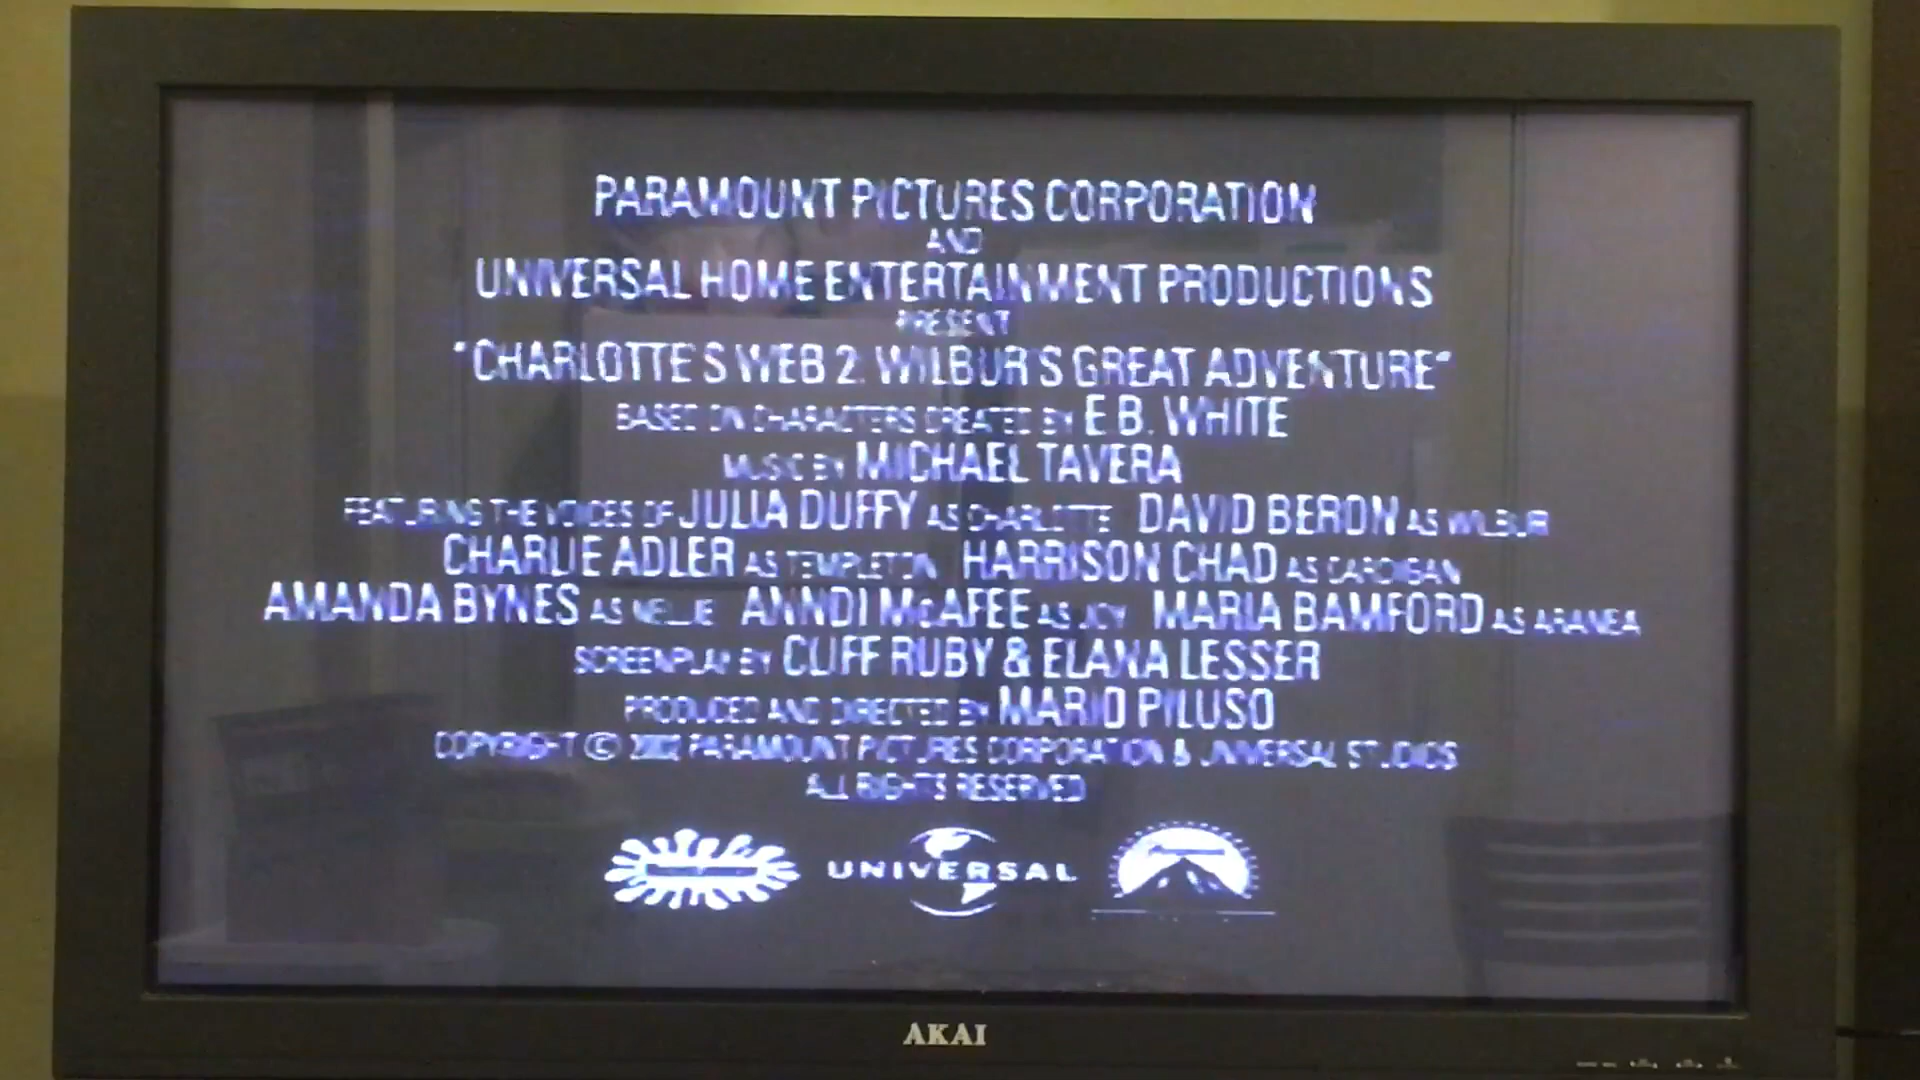 PARAMOUNT PICTURES CORPORATION
AND
UNIVERSAL HOME ENTERTAINMENT PRODUCTIONS
PRESENT
"CHARLOTTE'S WEB 2: WILBUR'S GREAT ADVENTURE"
BASED ON CHARACTERS CREATED BY E.B. WHITE
MUSIC BY MICHAEL TAVERA
FEATURING THE VOICES OF JULIA DUFFY AS CHARLOTTE DAVID BERON AS WILBUR
CHARLIE ADLER AS TEMPLETON HARRISON CHAD AS CARDIGAN
AMANDA BYNES AS NELLIE ANNDI McAFEE AS JOY MARIA BAMFORD AS ARANEA
SCREENPLAY BY CLIFF RUBY & ELANA LESSER
PRODUCED AND DIRECTED BY MARIO PILUSO
COPYRIGHT © 2002 PARAMOUNT PICTURES CORPORATION & UNIVERSAL STUDIOS
ALL RIGHTS RESERVED
UNIVERSAL
AKAI